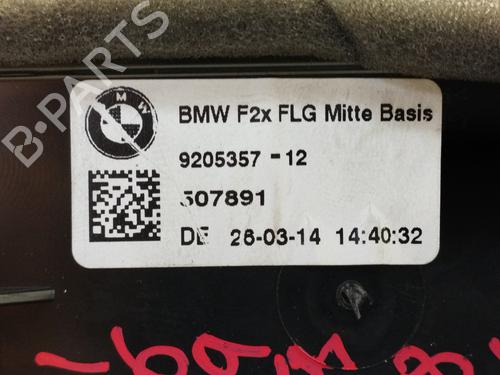 B-PARTS
BMW
BMW F2x FLG Mitte Basis
9205357 - 12
507891
DE 26-03-14 14:40:32